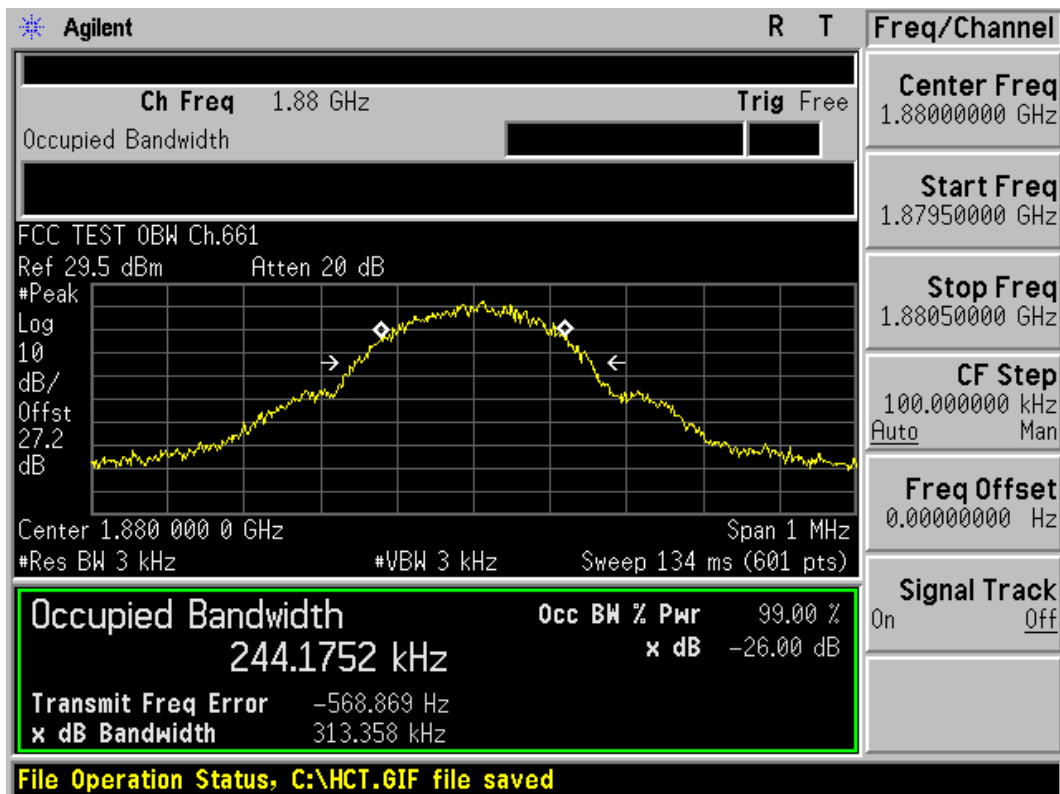 Agilent R T
Freq/Channel
Ch Freq 1.88 GHz Trig Free
Occupied Bandwidth
Center Freq
1.88000000 GHz
Start Freq
1.87950000 GHz
Stop Freq
1.88050000 GHz
CF Step
100.000000 kHz
Auto Man
Freq Offset
0.00000000 Hz
Signal Track
On Off
FCC TEST OBW Ch.661
Ref 29.5 dBm Atten 20 dB
#Peak
Log
10
dB/
Offst
27.2
dB
Center 1.880 000 0 GHz Span 1 MHz
#Res BW 3 kHz #VBW 3 kHz Sweep 134 ms (601 pts)
Occupied Bandwidth Occ BW % Pwr 99.00 %
244.1752 kHz x dB -26.00 dB
Transmit Freq Error -568.869 Hz
x dB Bandwidth 313.358 kHz
File Operation Status, C:\HCT.GIF file saved